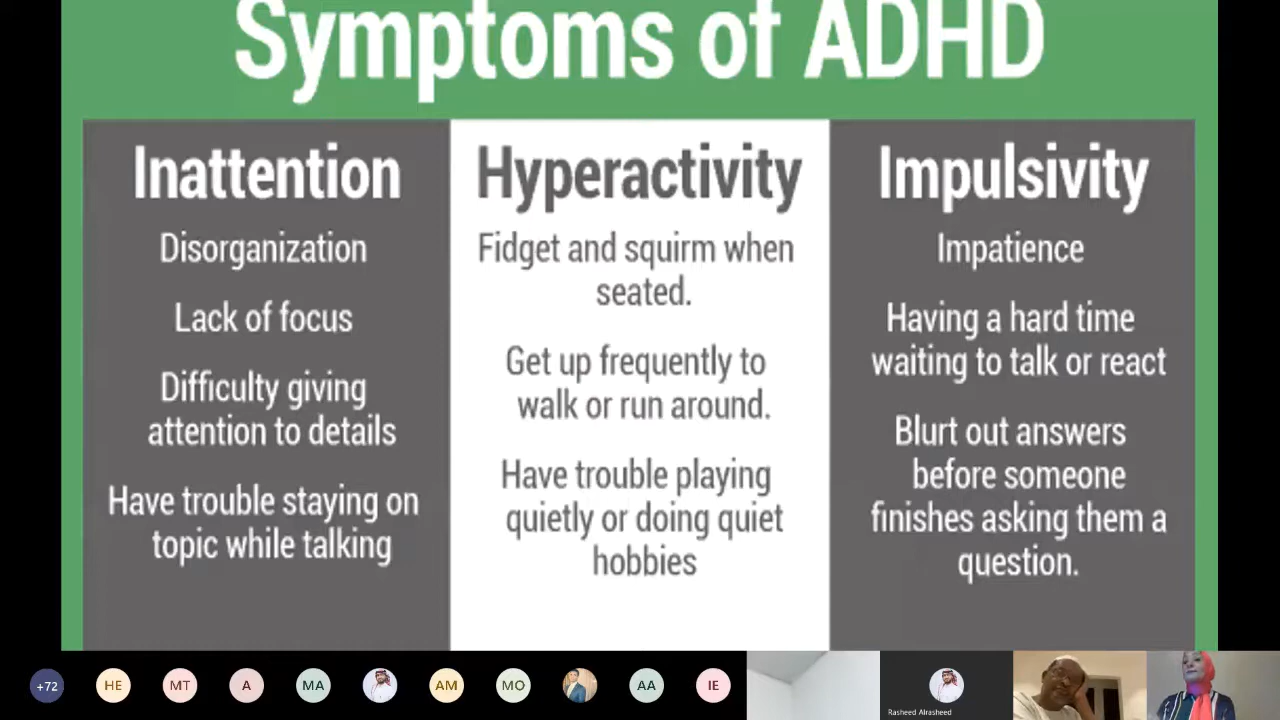 Symptoms of ADHD
Inattention
Disorganization
Lack of focus
Difficulty giving
attention to details
Have trouble staying on
topic while talking
Hyperactivity
Fidget and squirm when
seated.
Get up frequently to
walk or run around.
Have trouble playing
quietly or doing quiet
hobbies
Impulsivity
Impatience
Having a hard time
waiting to talk or react
Blurt out answers
before someone
finishes asking them a
question.
+72
HE
MT
A
MA
AM
MO
AA
IE
Rasheed Alrasheed